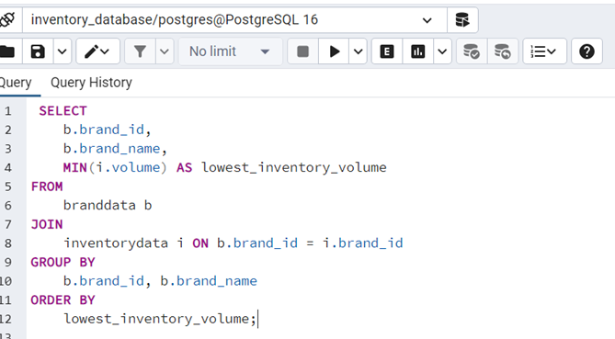 inventory_database/postgres@PostgreSQL 16
No limit
E
Query Query History
1 SELECT
2 b.brand_id,
3 b.brand_name,
4 MIN(i.volume) AS lowest_inventory_volume
5 FROM
6 branddata b
7 JOIN
8 inventorydata i ON b.brand_id = i.brand_id
9 GROUP BY
10 b.brand_id, b.brand_name
11 ORDER BY
12 lowest_inventory_volume;
13